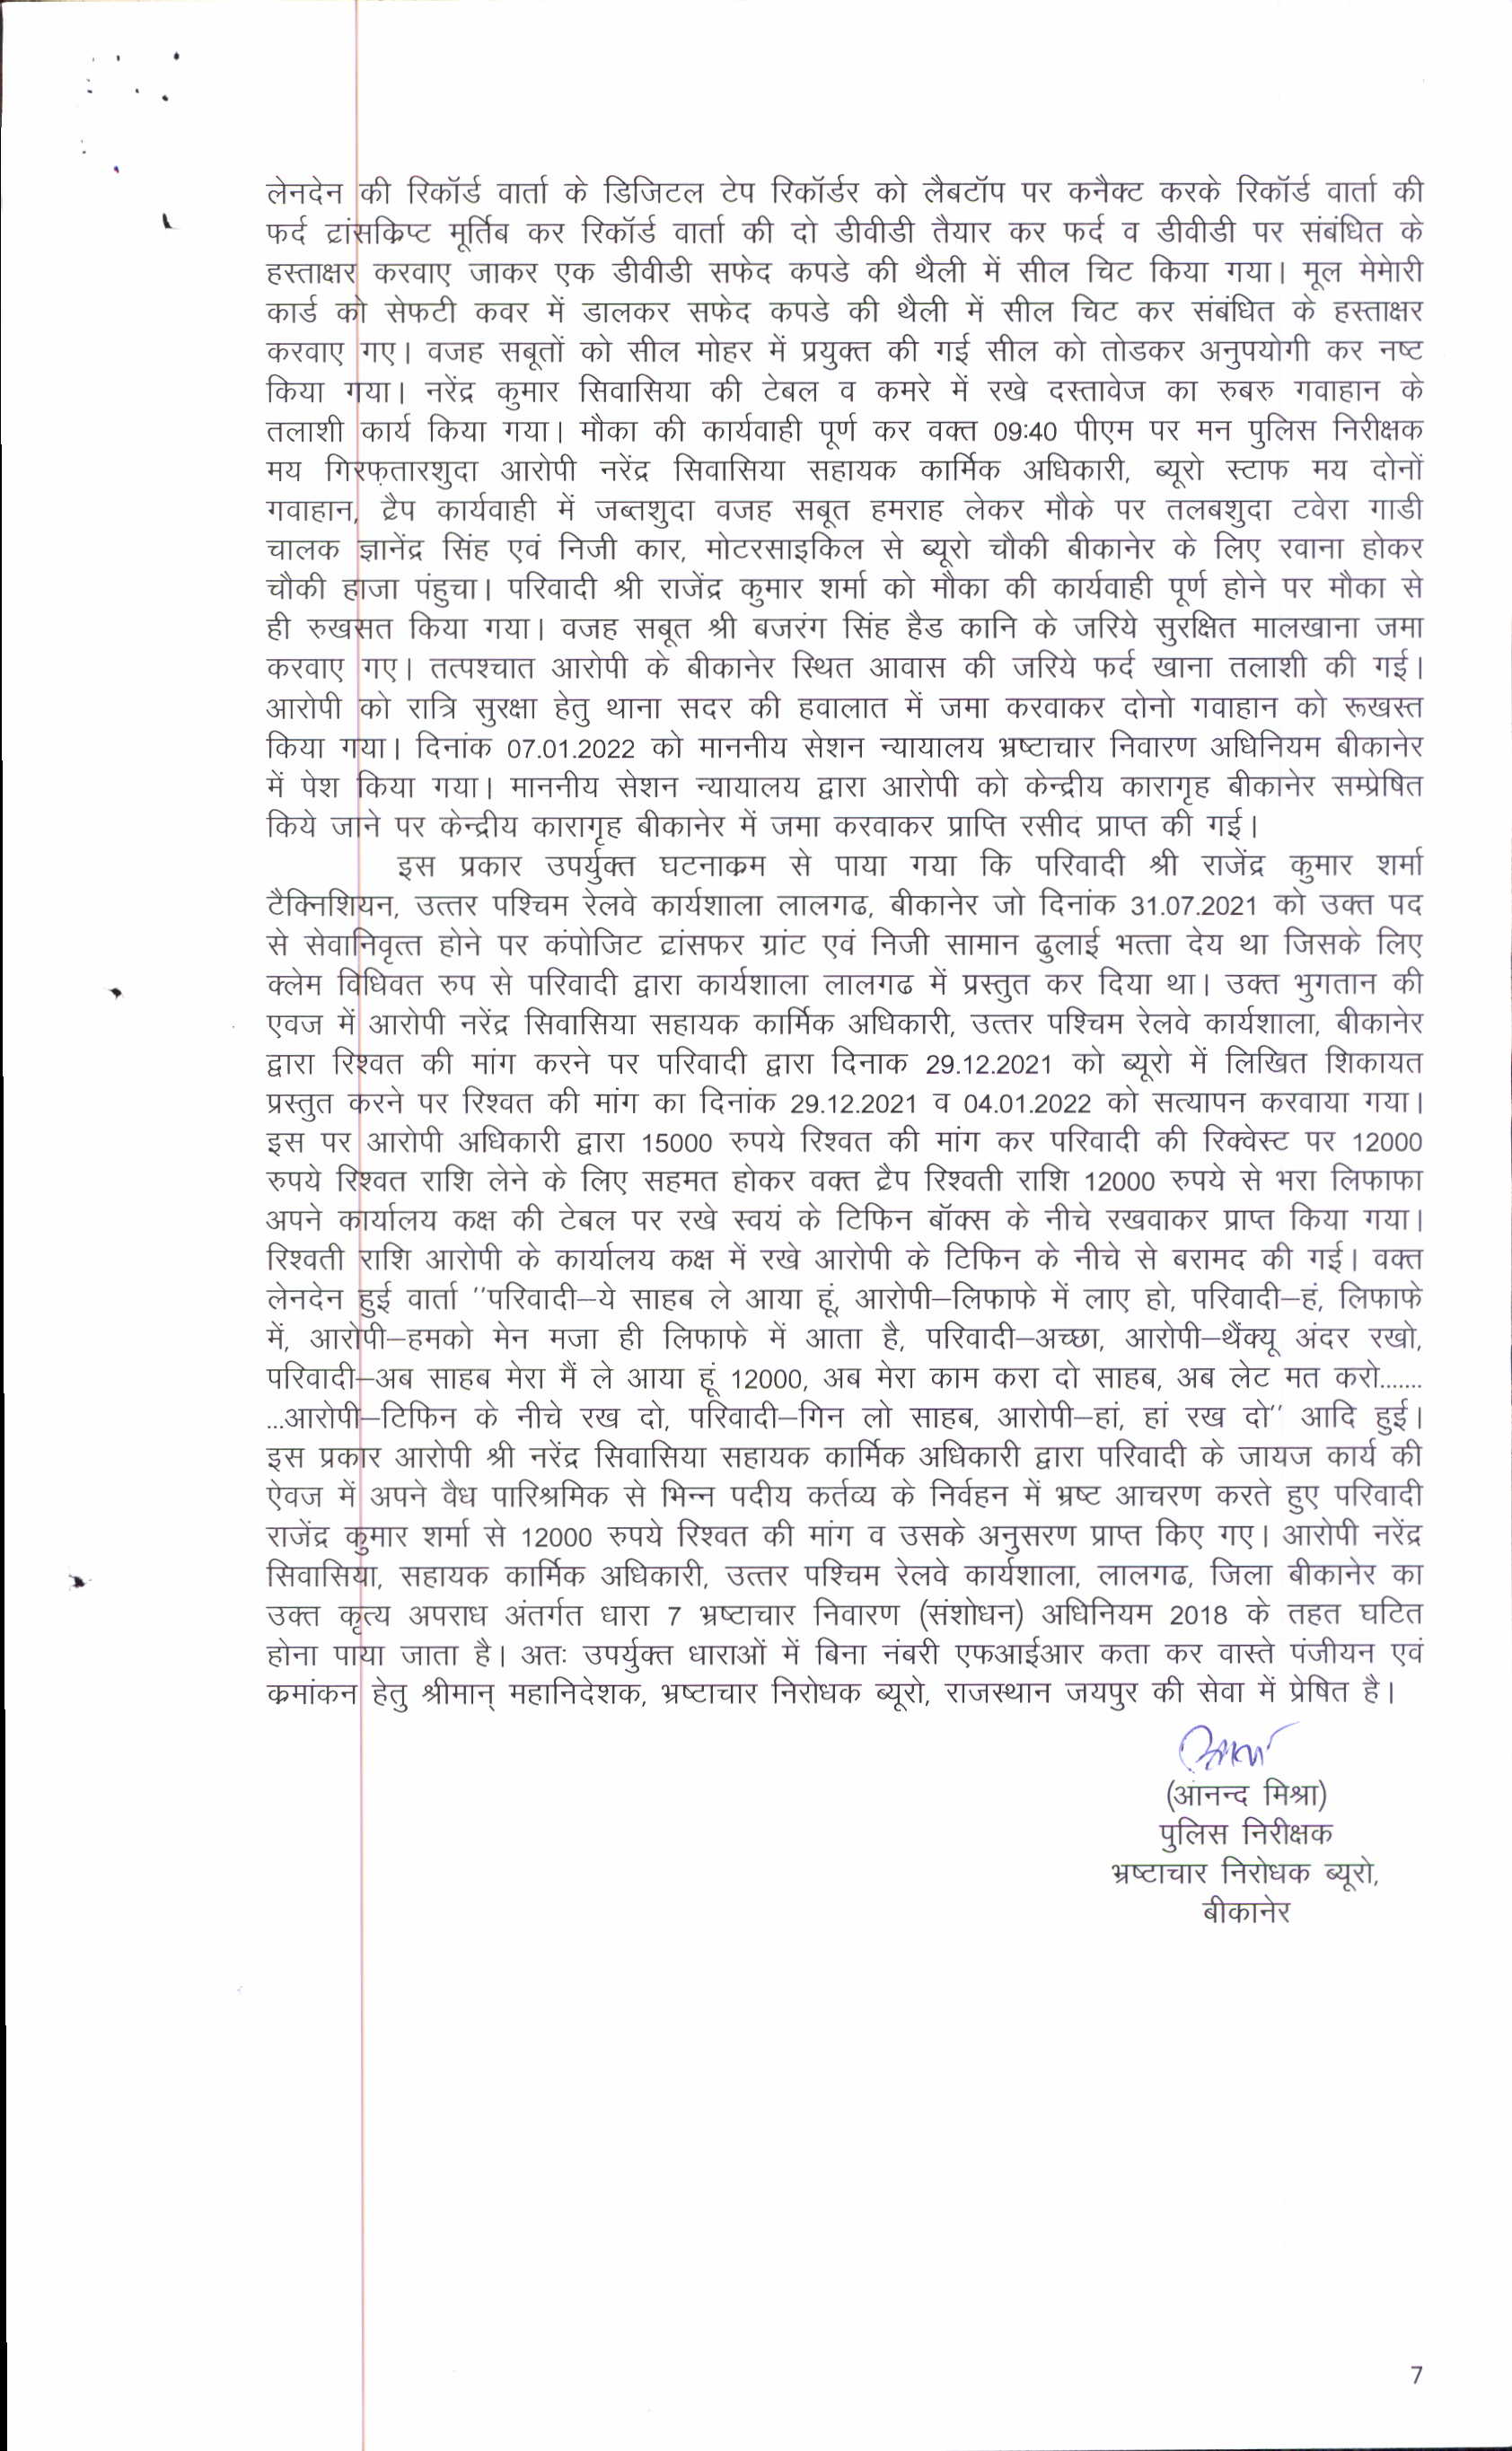 लेनदेन की रिकॉर्ड वार्ता के डिजिटल टेप रिकॉर्डर को लैबटॉप पर कनैक्ट करके रिकॉर्ड वार्ता की
फर्द ट्रांसकिप्ट मूर्तिब कर रिकॉर्ड वार्ता की दो डीवीडी तैयार कर फर्द व डीवीडी पर संबंधित के
हस्ताक्षर करवाए जाकर एक डीवीडी सफेद कपडे की थैली में सील चिट किया गया। मूल मेमेारी
कार्ड को सेफटी कवर में डालकर सफेद कपडे की थैली में सील चिट कर संबंधित के हस्ताक्षर
करवाए गए। वजह सबूतों को सील मोहर में प्रयुक्त की गई सील को तोडकर अनुपयोगी कर नष्ट
किया गया। नरेंद्र कुमार सिवासिया की टेबल व कमरे में रखे दस्तावेज का रुबरु गवाहान के
तलाशी कार्य किया गया। मौका की कार्यवाही पूर्ण कर वक्त 09:40 पीएम पर मन पुलिस निरीक्षक
मय गिरफ़तारशुदा आरोपी नरेंद्र सिवासिया सहायक कार्मिक अधिकारी, ब्यूरो स्टाफ मय दोनों
गवाहान, ट्रैप कार्यवाही में जब्तशुदा वजह सबूत हमराह लेकर मौके पर तलबशुदा टवेरा गाडी
चालक ज्ञानेंद्र सिंह एवं निजी कार, मोटरसाइकिल से ब्यूरो चौकी बीकानेर के लिए रवाना होकर
चौकी हाजा पंहुचा। परिवादी श्री राजेंद्र कुमार शर्मा को मौका की कार्यवाही पूर्ण होने पर मौका से
ही रुखसत किया गया। वजह सबूत श्री बजरंग सिंह हैड कानि के जरिये सुरक्षित मालखाना जमा
करवाए गए। तत्पश्चात आरोपी के बीकानेर स्थित आवास की जरिये फर्द खाना तलाशी की गई।
आरोपी को रात्रि सुरक्षा हेतु थाना सदर की हवालात में जमा करवाकर दोनो गवाहान को रूखस्त
किया गया। दिनांक 07.01.2022 को माननीय सेशन न्यायालय भ्रष्टाचार निवारण अधिनियम बीकानेर
में पेश किया गया। माननीय सेशन न्यायालय द्वारा आरोपी को केन्द्रीय कारागृह बीकानेर सम्प्रेषित
किये जाने पर केन्द्रीय कारागृह बीकानेर में जमा करवाकर प्राप्ति रसीद प्राप्त की गई।
इस प्रकार उपर्युक्त घटनाकम से पाया गया कि परिवादी श्री राजेंद्र कुमार शर्मा
टैक्निशियन, उत्तर पश्चिम रेलवे कार्यशाला लालगढ, बीकानेर जो दिनांक 31.07.2021 को उक्त पद
से सेवानिवृत्त होने पर कंपोजिट ट्रांसफर ग्रांट एवं निजी सामान ढुलाई भत्ता देय था जिसके लिए
क्लेम विधिवत रुप से परिवादी द्वारा कार्यशाला लालगढ में प्रस्तुत कर दिया था। उक्त भुगतान की
एवज में आरोपी नरेंद्र सिवासिया सहायक कार्मिक अधिकारी, उत्तर पश्चिम रेलवे कार्यशाला, बीकानेर
द्वारा रिश्वत की मांग करने पर परिवादी द्वारा दिनाक 29.12.2021 को ब्यूरो में लिखित शिकायत
प्रस्तुत करने पर रिश्वत की मांग का दिनांक 29.12.2021 व 04.01.2022 को सत्यापन करवाया गया।
इस पर आरोपी अधिकारी द्वारा 15000 रुपये रिश्वत की मांग कर परिवादी की रिक्वेस्ट पर 12000
रुपये रिश्वत राशि लेने के लिए सहमत होकर वक्त ट्रैप रिश्वती राशि 12000 रुपये से भरा लिफाफा
अपने कार्यालय कक्ष की टेबल पर रखे स्वयं के टिफिन बॉक्स के नीचे रखवाकर प्राप्त किया गया।
रिश्वती राशि आरोपी के कार्यालय कक्ष में रखे आरोपी के टिफिन के नीचे से बरामद की गई। वक्त
लेनदेन हुई वार्ता ''परिवादी–ये साहब ले आया हूं, आरोपी–लिफाफे में लाए हो, परिवादी–हं, लिफाफे
में, आरोपी–हमको मेन मजा ही लिफाफे में आता है, परिवादी–अच्छा, आरोपी–थैंक्यू अंदर रखो,
परिवादी–अब साहब मेरा मैं ले आया हूं 12000, अब मेरा काम करा दो साहब, अब लेट मत करो.......
...आरोपी–टिफिन के नीचे रख दो, परिवादी–गिन लो साहब, आरोपी–हां, हां रख दो'' आदि हुई।
इस प्रकार आरोपी श्री नरेंद्र सिवासिया सहायक कार्मिक अधिकारी द्वारा परिवादी के जायज कार्य की
ऐवज में अपने वैध पारिश्रमिक से भिन्न पदीय कर्तव्य के निर्वहन में भ्रष्ट आचरण करते हुए परिवादी
राजेंद्र कुमार शर्मा से 12000 रुपये रिश्वत की मांग व उसके अनुसरण प्राप्त किए गए। आरोपी नरेंद्र
सिवासिया, सहायक कार्मिक अधिकारी, उत्तर पश्चिम रेलवे कार्यशाला, लालगढ, जिला बीकानेर का
उक्त कृत्य अपराध अंतर्गत धारा 7 भ्रष्टाचार निवारण (संशोधन) अधिनियम 2018 के तहत घटित
होना पाया जाता है। अतः उपर्युक्त धाराओं में बिना नंबरी एफआईआर कता कर वास्ते पंजीयन एवं
कमांकन हेतु श्रीमान् महानिदेशक, भ्रष्टाचार निरोधक ब्यूरो, राजस्थान जयपुर की सेवा में प्रेषित है।
(आनन्द मिश्रा)
पुलिस निरीक्षक
भ्रष्टाचार निरोधक ब्यूरो,
बीकानेर
7